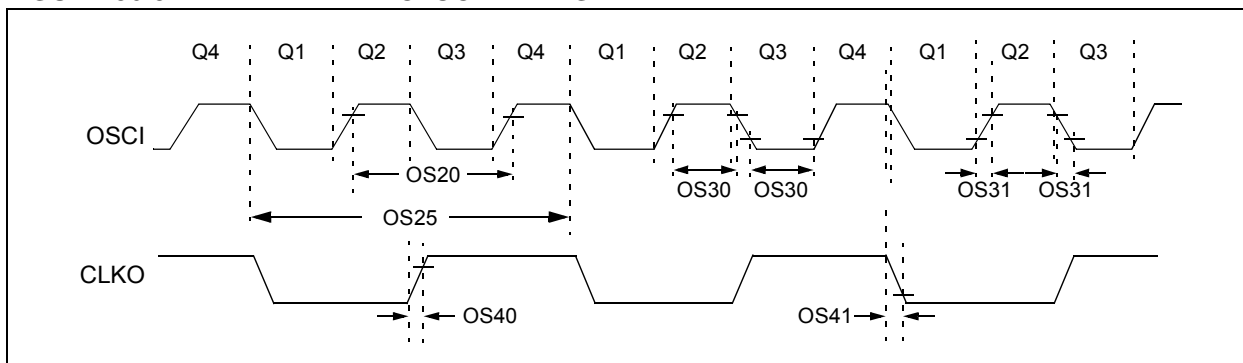 Q4 Q1 Q2 Q3 Q4 Q1 Q2 Q3 Q4 Q1 Q2 Q3
OSCI
OS20
OS30 OS30
OS31 OS31
OS25
CLKO
OS40
OS41